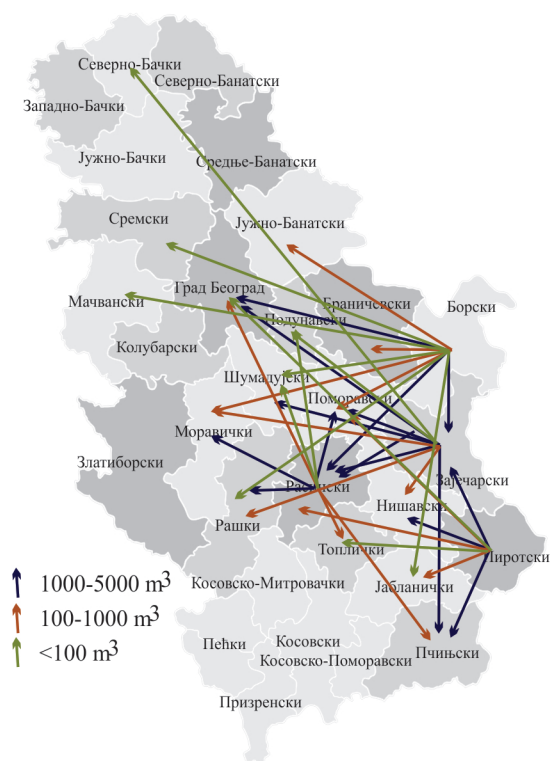 Северно-Бачки
Северно-Банатски
Западно-Бачки
Јужно-Бачки
Средње-Банатски
Сремски
Јужно-Банатски
Град Београд
Мачвански
Браничевски
Борски
Подунавски
Колубарски
Шумадујски
Поморавски
Моравички
Златиборски
Расински
Зајечарски
Нишавски
Рашки
Топлички
Пиротски
1000-5000 m³
Косовско-Митровачки
Јабланички
100-1000 m³
Пећки
Косовски
<100 m³
Косовско-Поморавски
Пчињски
Призренски